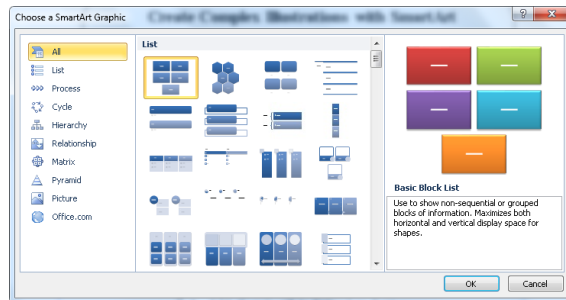 Choose a SmartArt Graphic
Create Complex Illustrations with SmartArt
All
List
Process
Cycle
Hierarchy
Relationship
Matrix
Pyramid
Picture
Office.com
List
Basic Block List
Use to show non-sequential or grouped
blocks of information. Maximizes both
horizontal and vertical display space for
shapes.
OK
Cancel